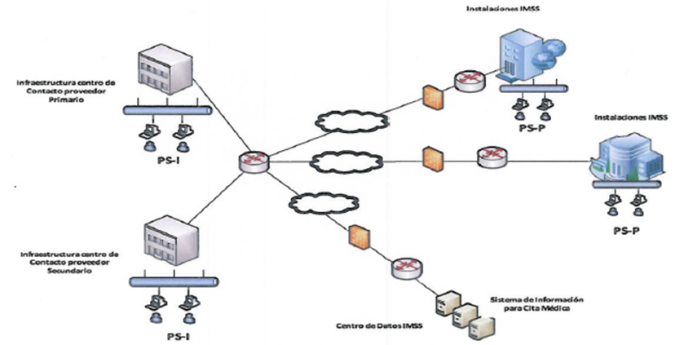 Instalaciones IMSS
Infraestructura centro de
Contacto proveedor
Primario
PS-I
PS-P
Instalaciones IMSS
PS-P
Infraestructura centro de
Contacto proveedor
Secundario
PS-I
Sistema de Información
para Cita Médica
Centro de Datos IMSS